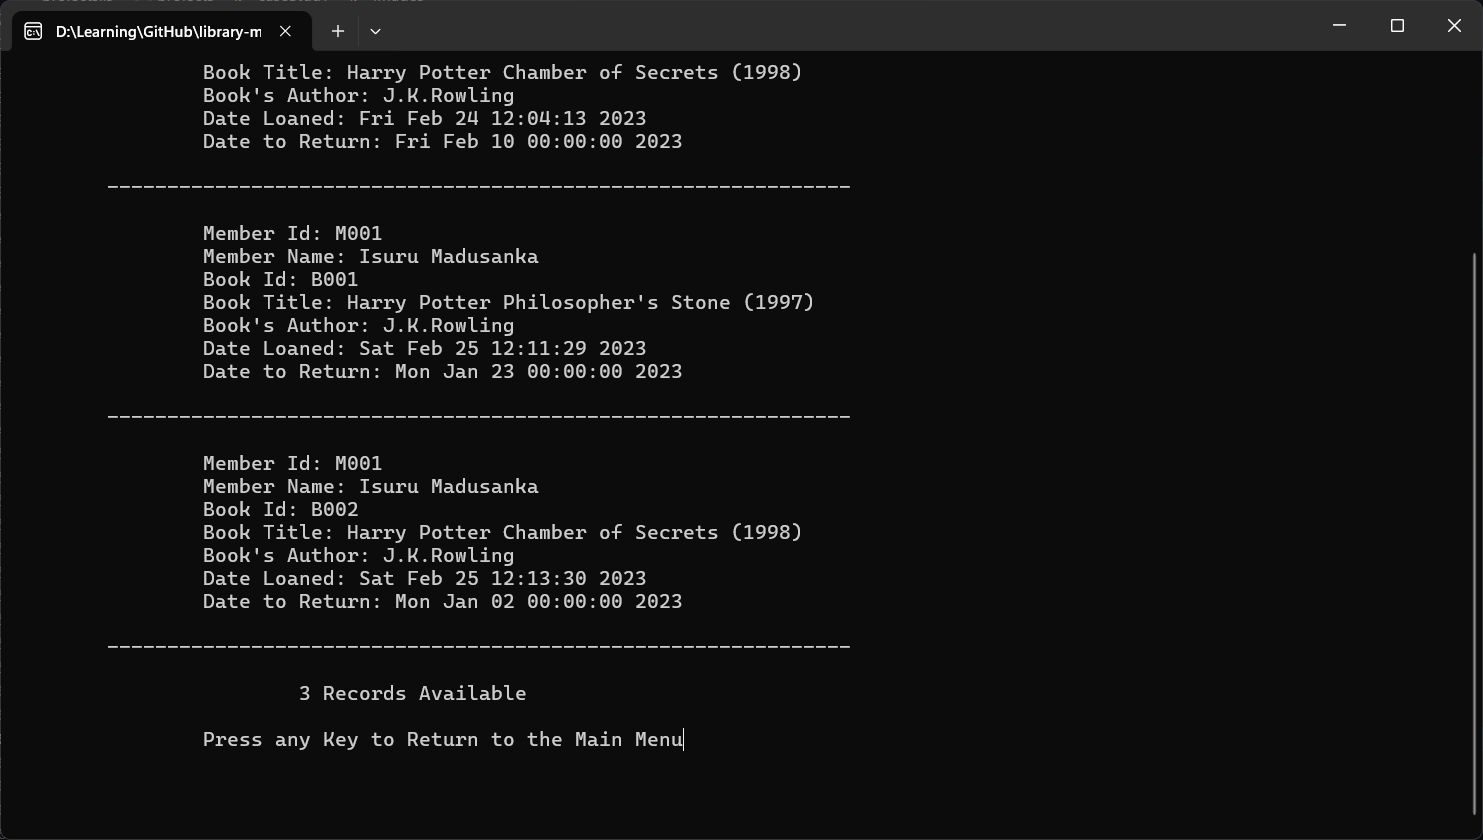 D:\Learning\GitHub\library-m
Book Title: Harry Potter Chamber of Secrets (1998)
Book's Author: J.K.Rowling
Date Loaned: Fri Feb 24 12:04:13 2023
Date to Return: Fri Feb 10 00:00:00 2023
--------------------------------------------------------------
Member Id: M001
Member Name: Isuru Madusanka
Book Id: B001
Book Title: Harry Potter Philosopher's Stone (1997)
Book's Author: J.K.Rowling
Date Loaned: Sat Feb 25 12:11:29 2023
Date to Return: Mon Jan 23 00:00:00 2023
--------------------------------------------------------------
Member Id: M001
Member Name: Isuru Madusanka
Book Id: B002
Book Title: Harry Potter Chamber of Secrets (1998)
Book's Author: J.K.Rowling
Date Loaned: Sat Feb 25 12:13:30 2023
Date to Return: Mon Jan 02 00:00:00 2023
--------------------------------------------------------------
3 Records Available
Press any Key to Return to the Main Menu